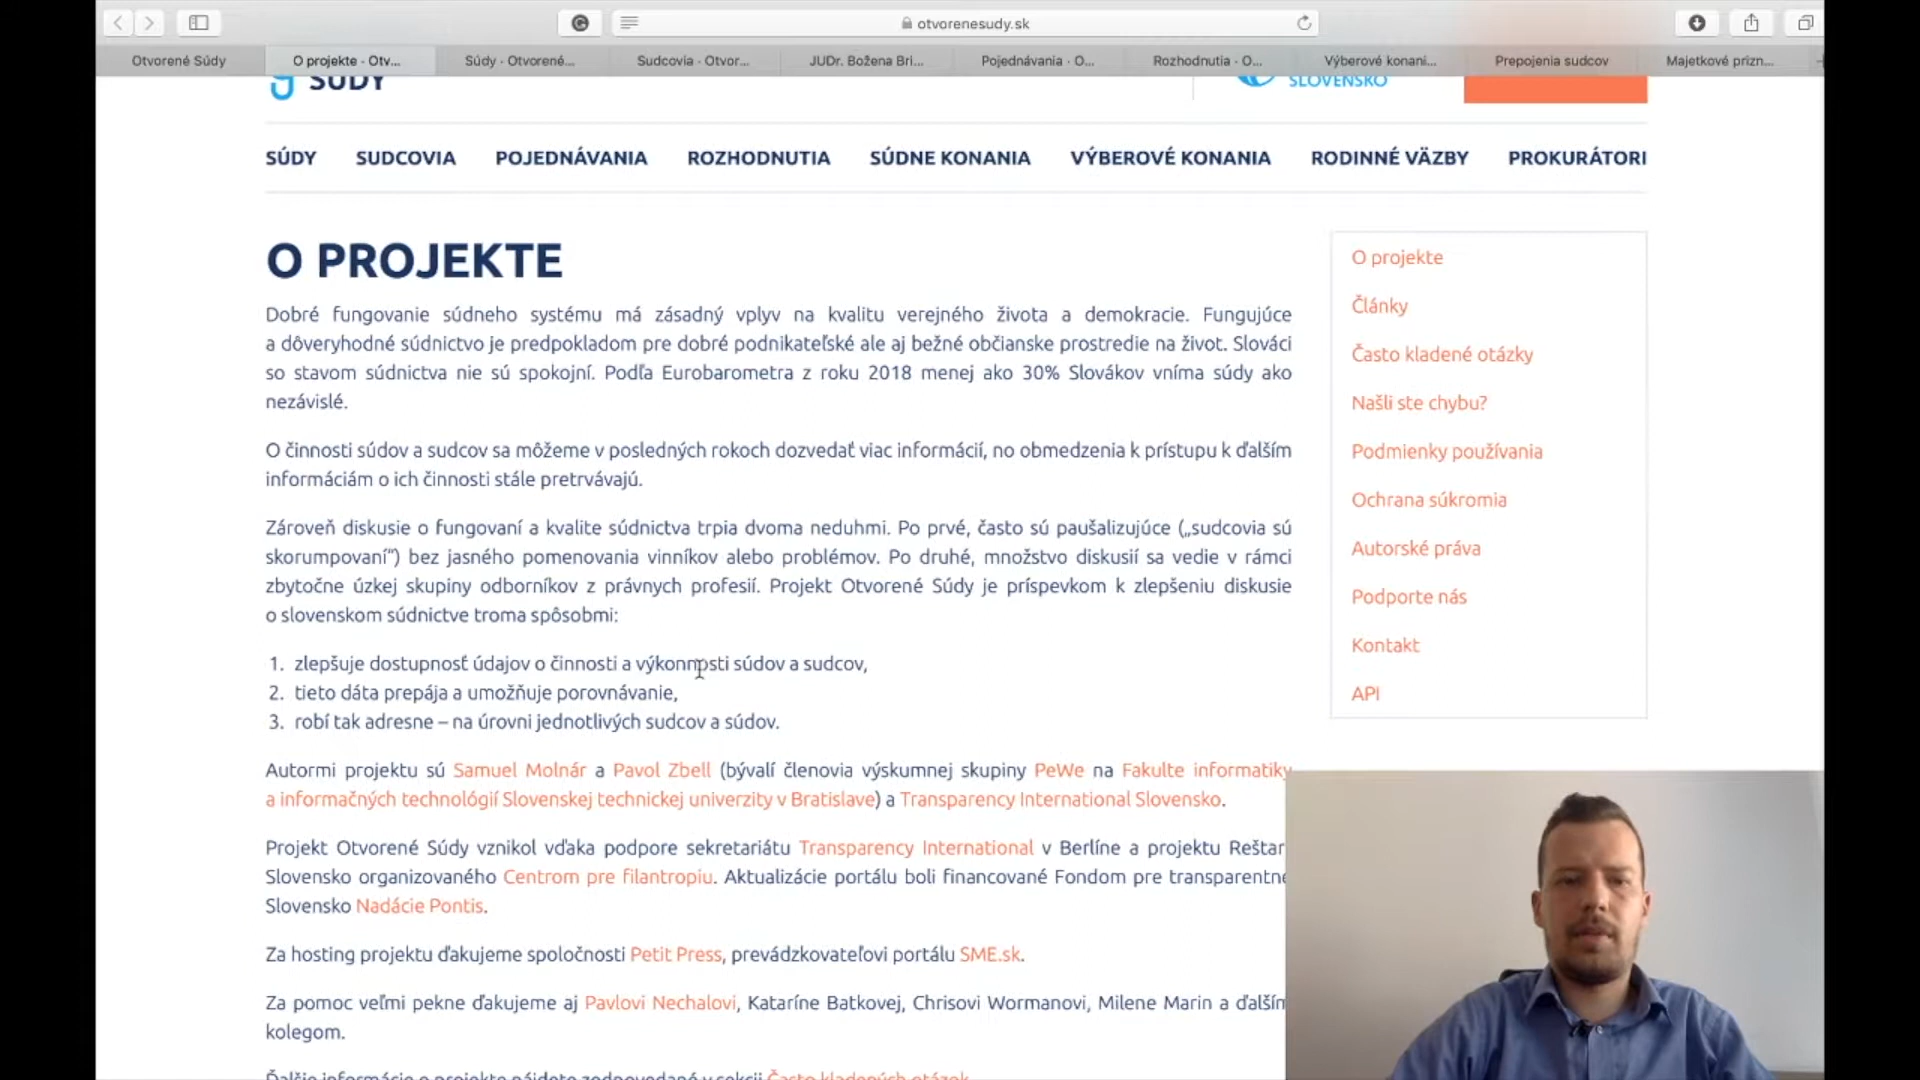 otvorenesudy.sk
Otvorené Súdy
O projekte - Otv...
Súdy · Otvorené...
Sudcovia · Otvor...
JUDr. Božena Bri...
Pojednávania · O...
Rozhodnutia · O...
Výberové konani...
Prepojenia sudcov
Majetkové prizn...
SÚDY
SLOVENSKO
SÚDY
SUDCOVIA
POJEDNÁVANIA
ROZHODNUTIA
SÚDNE KONANIA
VÝBEROVÉ KONANIA
RODINNÉ VÄZBY
PROKURÁTORI
O PROJEKTE
Dobré fungovanie súdneho systému má zásadný vplyv na kvalitu verejného života a demokracie. Fungujúce
a dôveryhodné súdnictvo je predpokladom pre dobré podnikateľské ale aj bežné občianske prostredie na život. Slováci
so stavom súdnictva nie sú spokojní. Podľa Eurobarometra z roku 2018 menej ako 30% Slovákov vníma súdy ako
nezávislé.
O činnosti súdov a sudcov sa môžeme v posledných rokoch dozvedať viac informácií, no obmedzenia k prístupu k ďalším
informáciám o ich činnosti stále pretrvávajú.
Zároveň diskusie o fungovaní a kvalite súdnictva trpia dvoma neduhmi. Po prvé, často sú paušalizujúce („sudcovia sú
skorumpovaní") bez jasného pomenovania vinníkov alebo problémov. Po druhé, množstvo diskusií sa vedie v rámci
zbytočne úzkej skupiny odborníkov z právnych profesií. Projekt Otvorené Súdy je príspevkom k zlepšeniu diskusie
o slovenskom súdnictve troma spôsobmi:
1. zlepšuje dostupnosť údajov o činnosti a výkonnosti súdov a sudcov,
2. tieto dáta prepája a umožňuje porovnávanie,
3. robí tak adresne – na úrovni jednotlivých sudcov a súdov.
Autormi projektu sú Samuel Molnár a Pavol Zbell (bývalí členovia výskumnej skupiny PeWe na Fakulte informatiky
a informačných technológií Slovenskej technickej univerzity v Bratislave) a Transparency International Slovensko.
Projekt Otvorené Súdy vznikol vďaka podpore sekretariátu Transparency International v Berlíne a projektu Reštar
Slovensko organizovaného Centrom pre filantropiu. Aktualizácie portálu boli financované Fondom pre transparentné
Slovensko Nadácie Pontis.
Za hosting projektu ďakujeme spoločnosti Petit Press, prevádzkovateľovi portálu SME.sk.
Za pomoc veľmi pekne ďakujeme aj Pavlovi Nechalovi, Kataríne Batkovej, Chrisovi Wormanovi, Milene Marin a ďalším
kolegom.
Ďalšie informácie o projekte nájdete zodpovedané v sekcii Často kladených otázok
O projekte
Články
Často kladené otázky
Našli ste chybu?
Podmienky používania
Ochrana súkromia
Autorské práva
Podporte nás
Kontakt
API